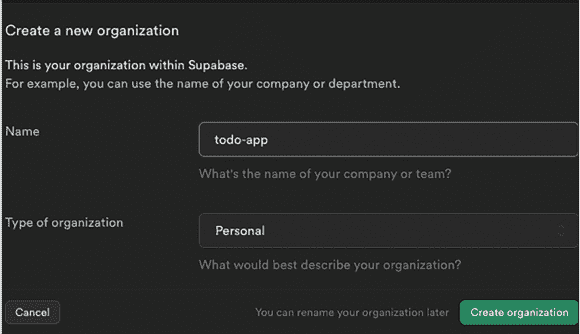 Create a new organization
This is your organization within Supabase.
For example, you can use the name of your company or department.
Name
todo-app
What's the name of your company or team?
Type of organization
Personal
What would best describe your organization?
Cancel
You can rename your organization later
Create organization